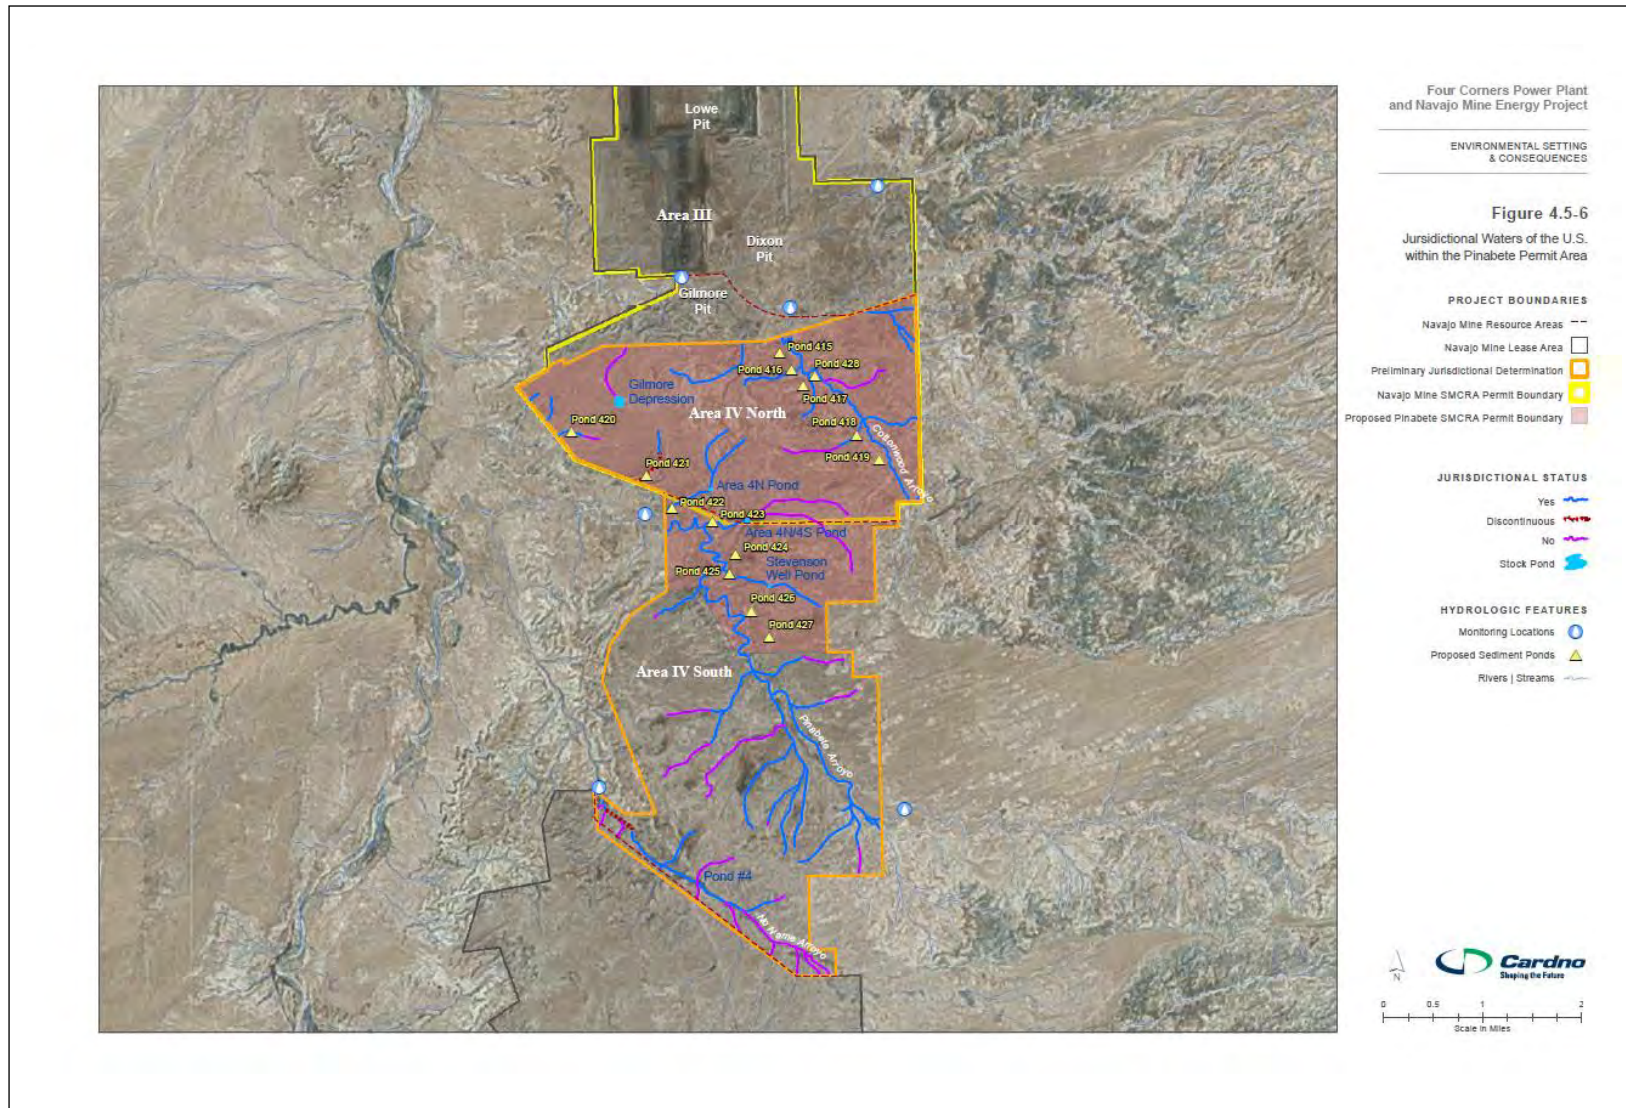 Four Corners Power Plant
and Navajo Mine Energy Project
ENVIRONMENTAL SETTING
& CONSEQUENCES
Figure 4.5-6
Jursidictional Waters of the U.S.
within the Pinabete Permit Area
PROJECT BOUNDARIES
Navajo Mine Resource Areas
Navajo Mine Lease Area
Preliminary Jurisdictional Determination
Navajo Mine SMCRA Permit Boundary
Proposed Pinabete SMCRA Permit Boundary
JURISDICTIONAL STATUS
Yes
Discontinuous
No
Stock Pond
HYDROLOGIC FEATURES
Monitoring Locations
Proposed Sediment Ponds
Rivers | Streams
N
Cardno
Shaping the Future
0 0.5 1 2
Scale in Miles
Lowe
Pit
Area III
Dixon
Pit
Gilmore
Pit
Pond 415
Pond 416
Pond 428
Gilmore
Depression
Pond 417
Area IV North
Pond 420
Pond 418
Cottonwood Arroyo
Pond 419
Pond 421
Area 4N Pond
Pond 422
Pond 423
Area 4N/4S Pond
Pond 424
Stevenson
Well Pond
Pond 425
Pond 426
Pond 427
Area IV South
Pinabete Arroyo
Pond #4
No Name Arroyo